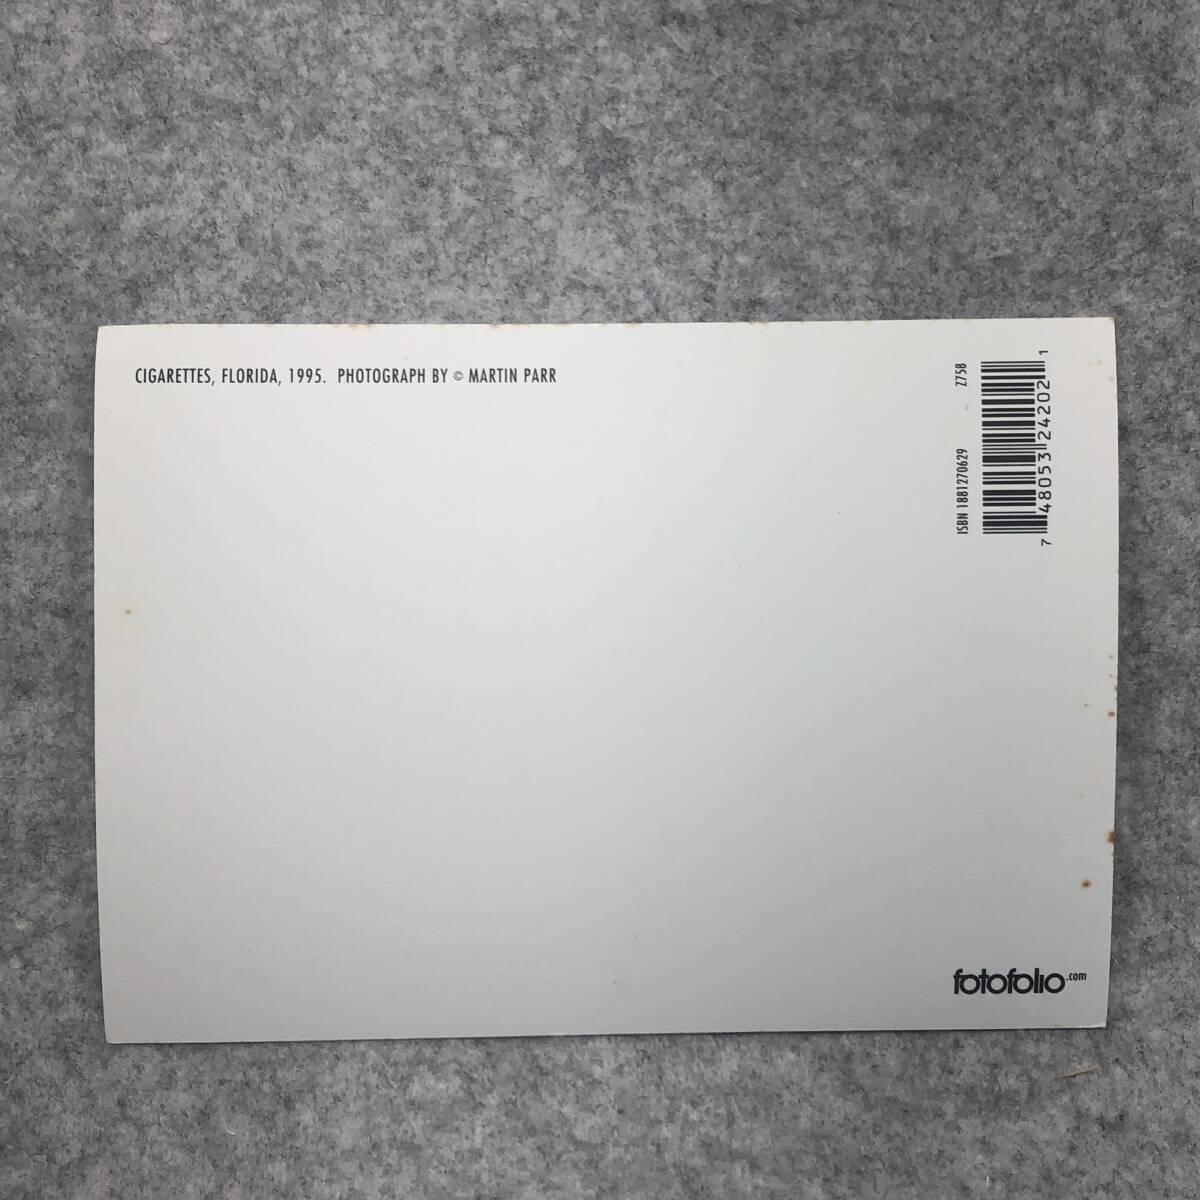 CIGARETTES, FLORIDA, 1995. PHOTOGRAPH BY © MARTIN PARR
Z758
ISBN 1881270629
7 48053 24202 1
fotofolio.com